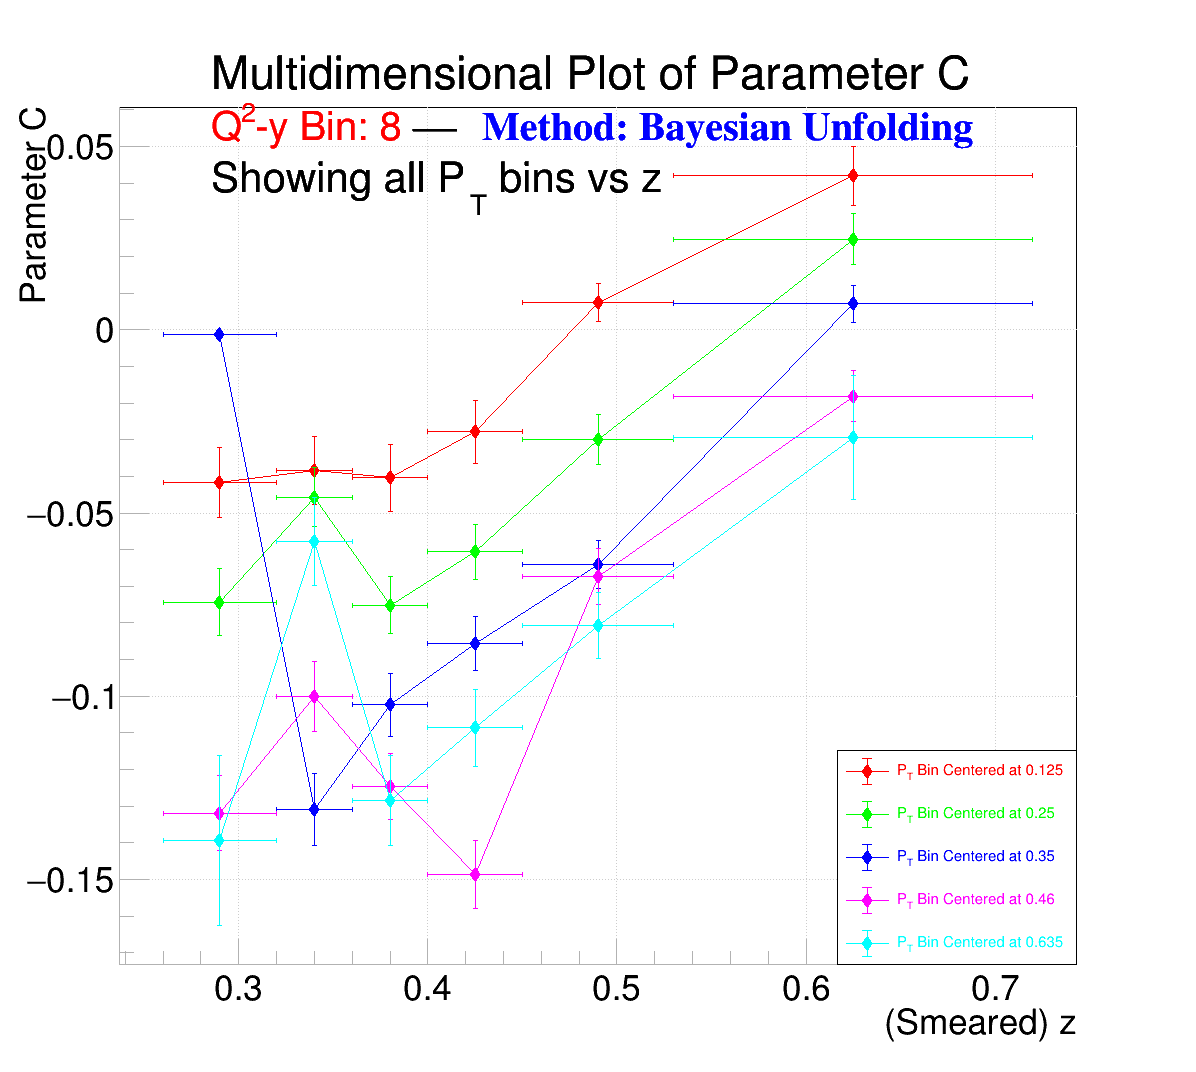 Multidimensional Plot of Parameter C
Q²-y Bin: 8 — Method: Bayesian Unfolding
Showing all P_T bins vs z
Parameter C
0.05
0
−0.05
−0.1
−0.15
0.3 0.4 0.5 0.6 0.7
(Smeared) z
P_T Bin Centered at 0.125
P_T Bin Centered at 0.25
P_T Bin Centered at 0.35
P_T Bin Centered at 0.46
P_T Bin Centered at 0.635